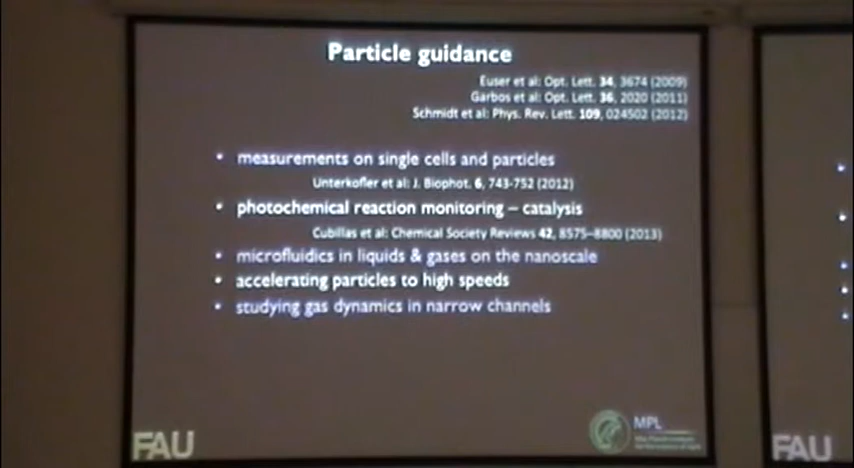 Particle guidance
Euser et al: Opt. Lett. 34, 3674 (2009)
Garbos et al: Opt. Lett. 36, 2020 (2011)
Schmidt et al: Phys. Rev. Lett. 109, 024502 (2012)
• measurements on single cells and particles
Unterkofler et al: J. Biophot. 6, 743-752 (2012)
• photochemical reaction monitoring – catalysis
Cubillas et al: Chemical Society Reviews 42, 8575–8800 (2013)
• microfluidics in liquids & gases on the nanoscale
• accelerating particles to high speeds
• studying gas dynamics in narrow channels
FAU
MPL
FAU